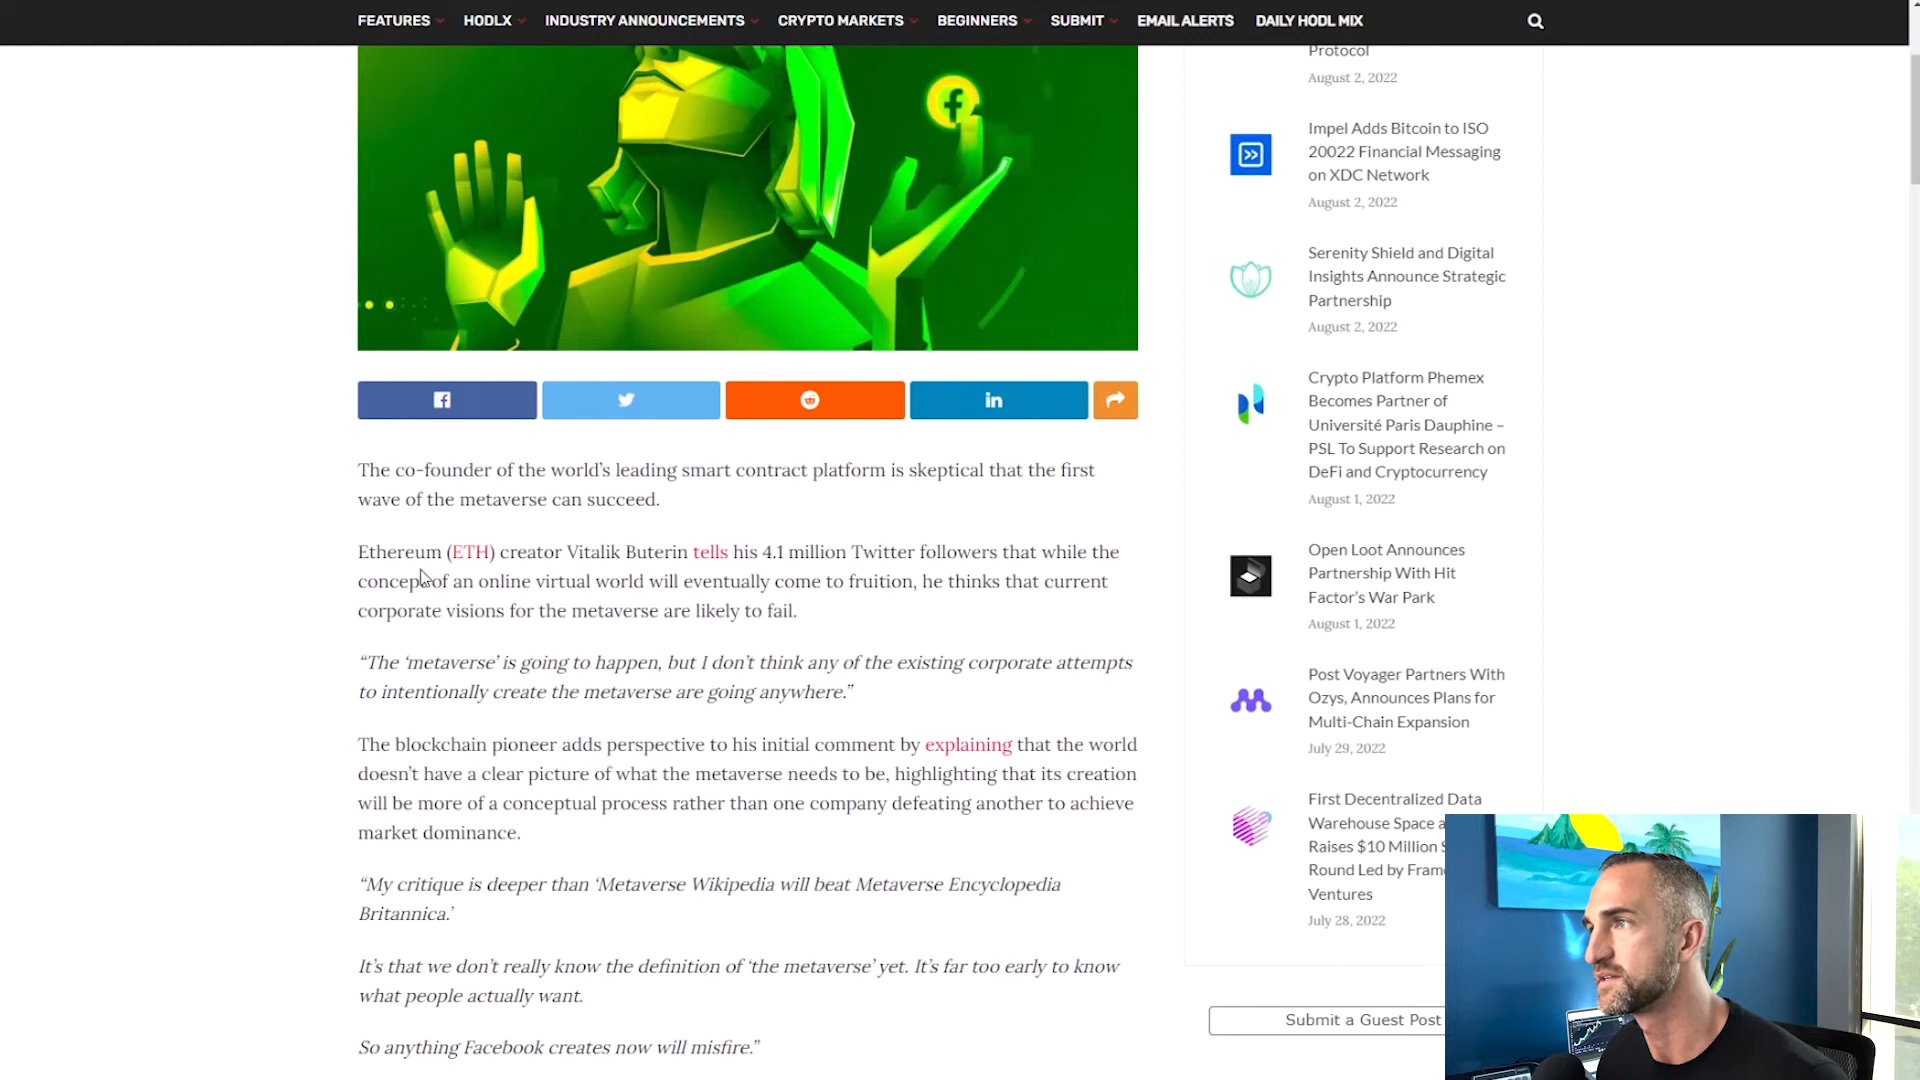 FEATURES HODLX INDUSTRY ANNOUNCEMENTS CRYPTO MARKETS BEGINNERS SUBMIT EMAIL ALERTS DAILY HODL MIX
The co-founder of the world's leading smart contract platform is skeptical that the first
wave of the metaverse can succeed.
Ethereum (ETH) creator Vitalik Buterin tells his 4.1 million Twitter followers that while the
concept of an online virtual world will eventually come to fruition, he thinks that current
corporate visions for the metaverse are likely to fail.
“The ‘metaverse’ is going to happen, but I don’t think any of the existing corporate attempts
to intentionally create the metaverse are going anywhere.”
The blockchain pioneer adds perspective to his initial comment by explaining that the world
doesn’t have a clear picture of what the metaverse needs to be, highlighting that its creation
will be more of a conceptual process rather than one company defeating another to achieve
market dominance.
“My critique is deeper than ‘Metaverse Wikipedia will beat Metaverse Encyclopedia
Britannica.’
It’s that we don’t really know the definition of ‘the metaverse’ yet. It’s far too early to know
what people actually want.
So anything Facebook creates now will misfire.”
Protocol
August 2, 2022
Impel Adds Bitcoin to ISO
20022 Financial Messaging
on XDC Network
August 2, 2022
Serenity Shield and Digital
Insights Announce Strategic
Partnership
August 2, 2022
Crypto Platform Phemex
Becomes Partner of
Université Paris Dauphine –
PSL To Support Research on
DeFi and Cryptocurrency
August 1, 2022
Open Loot Announces
Partnership With Hit
Factor’s War Park
August 1, 2022
Post Voyager Partners With
Ozys, Announces Plans for
Multi-Chain Expansion
July 29, 2022
First Decentralized Data
Warehouse Space a
Raises $10 Million S
Round Led by Fram
Ventures
July 28, 2022
Submit a Guest Post